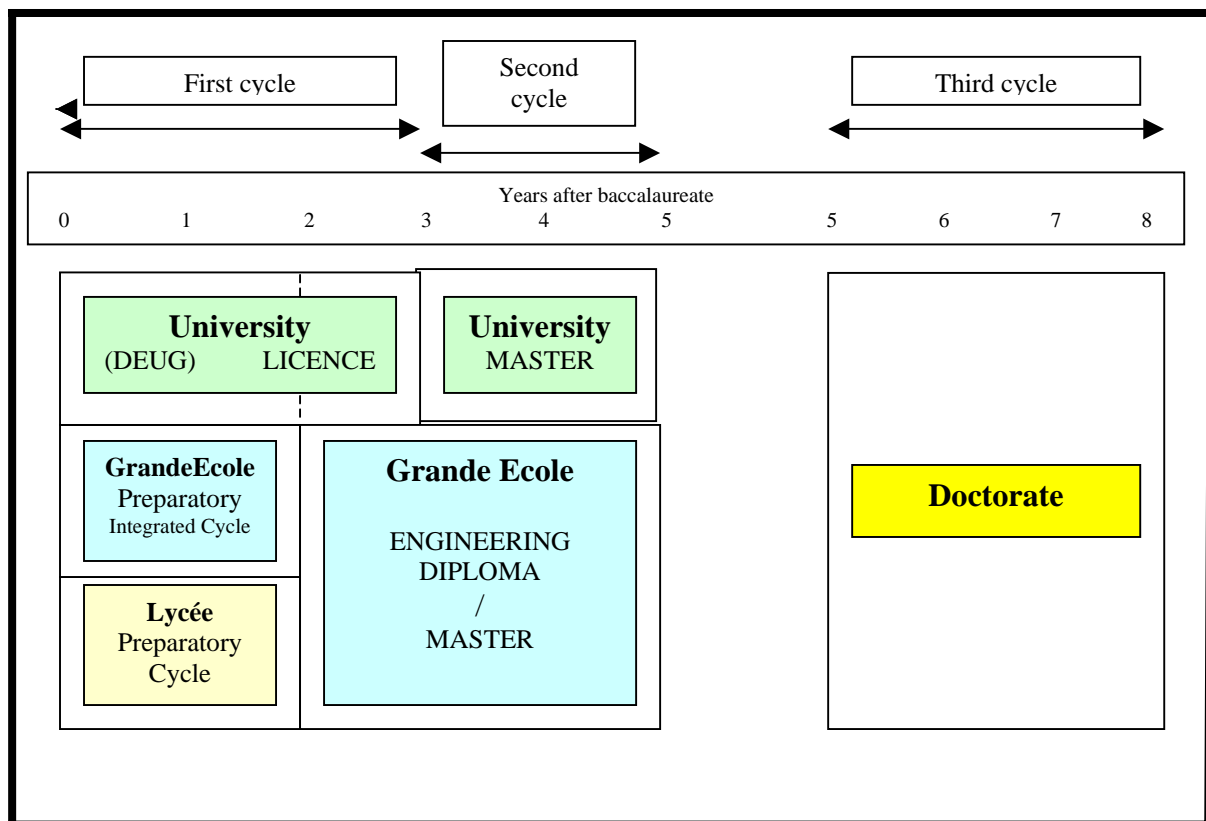 First cycle
Second
cycle
Third cycle
Years after baccalaureate
0 1 2 3 4 5 5 6 7 8
University
(DEUG) LICENCE
University
MASTER
GrandeEcole
Preparatory
Integrated Cycle
Grande Ecole
ENGINEERING
DIPLOMA
/
MASTER
Lycée
Preparatory
Cycle
Doctorate